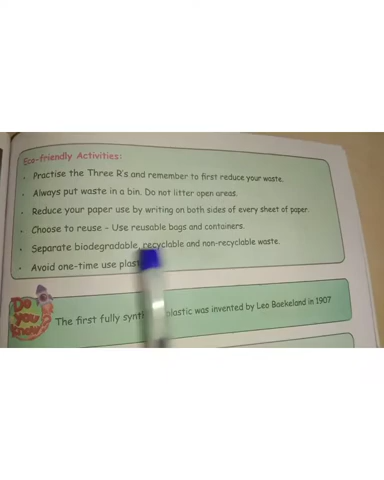 Eco-friendly Activities:
• Practise the Three R's and remember to first reduce your waste.
• Always put waste in a bin. Do not litter open areas.
• Reduce your paper use by writing on both sides of every sheet of paper.
• Choose to reuse - Use reusable bags and containers.
• Separate biodegradable, recyclable and non-recyclable waste.
• Avoid one-time use
Do you know?
The first fully plastic was invented by Leo Baekeland in 1907